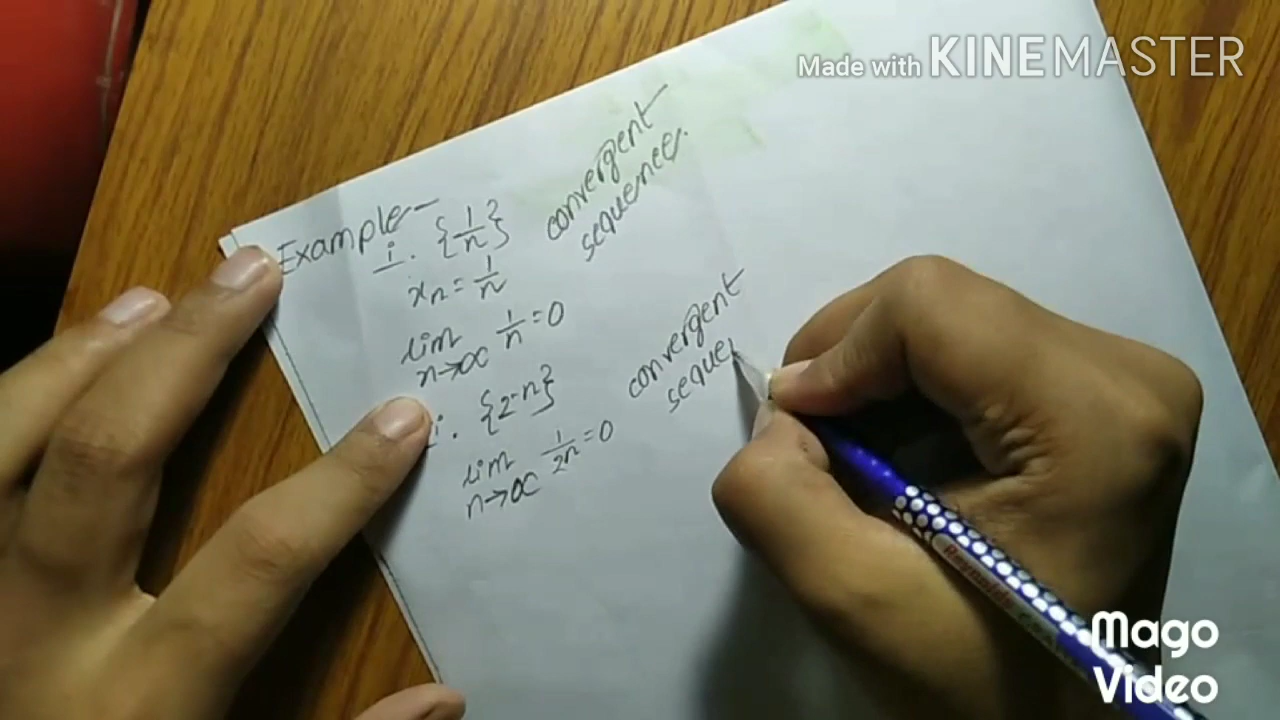 Made with KINEMASTER
Example-
i. {1/n}
convergent
sequence.
xn = 1/n
lim 1/n = 0
n→∞
i. {2^-n}
convergent
seque
lim 1/2^n = 0
n→∞
Reynolds
Mago
Video